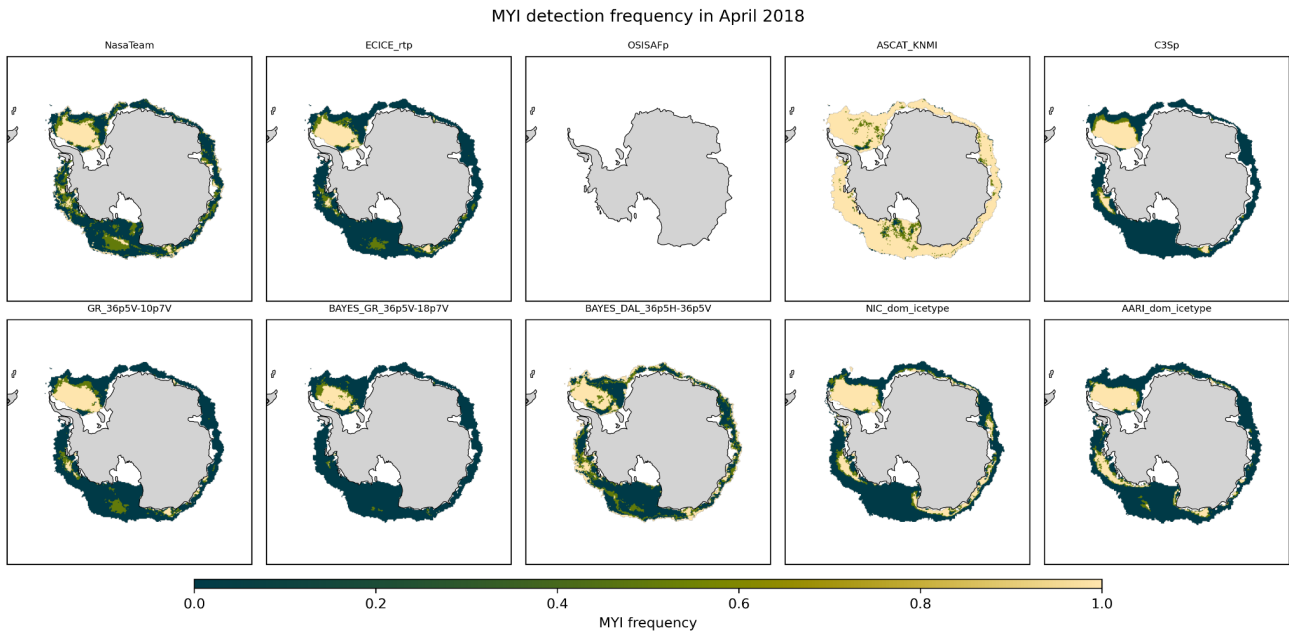 MYI detection frequency in April 2018
NasaTeam
ECICE_rtp
OSISAFp
ASCAT_KNMI
C3Sp
GR_36p5V-10p7V
BAYES_GR_36p5V-18p7V
BAYES_DAL_36p5H-36p5V
NIC_dom_icetype
AARI_dom_icetype
0.0 0.2 0.4 0.6 0.8 1.0
MYI frequency